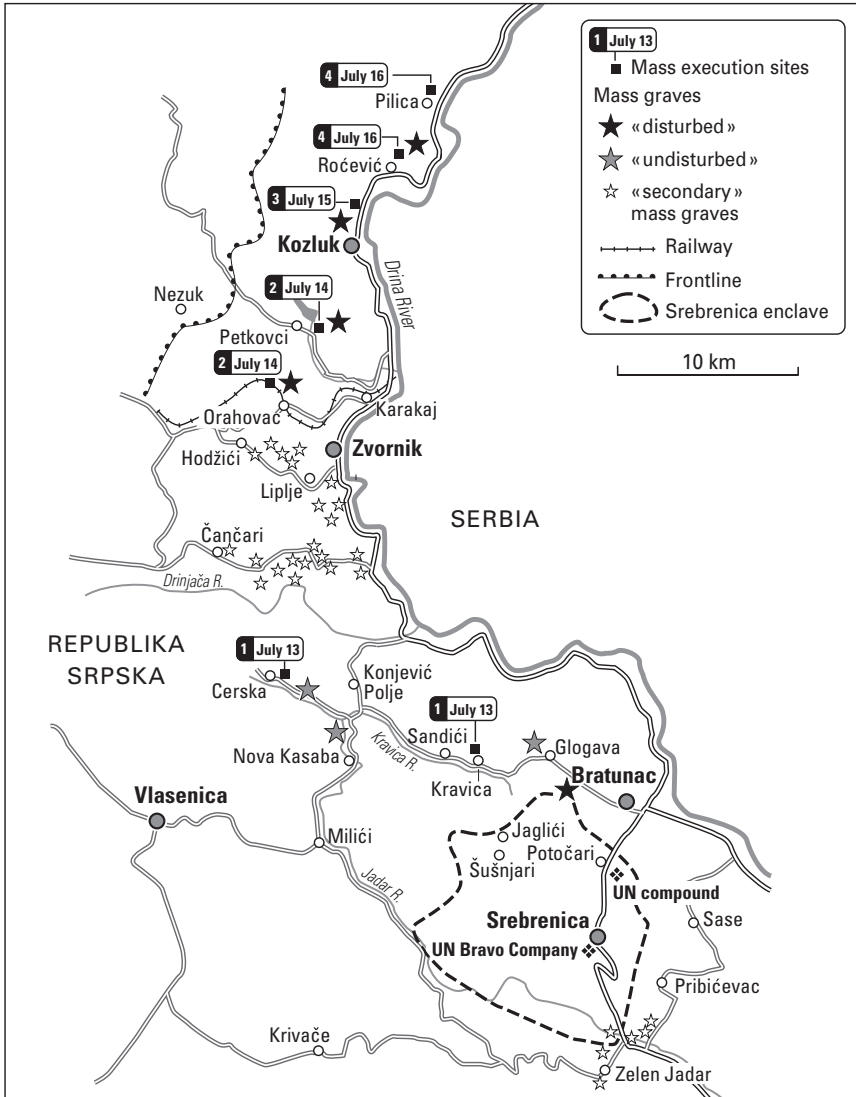 1 July 13
Mass execution sites
Mass graves
«disturbed»
«undisturbed»
«secondary»
mass graves
Railway
Frontline
Srebrenica enclave
10 km
4 July 16
Pilica
4 July 16
Roćević
3 July 15
Kozluk
Drina River
Nezuk
2 July 14
Petkovci
2 July 14
Orahovac
Karakaj
Hodžići
Zvornik
Liplje
SERBIA
Čančari
Drinjača R.
REPUBLIKA
SRPSKA
1 July 13
Cerska
Konjević
Polje
1 July 13
Sandići
Kravica R.
Glogava
Nova Kasaba
Kravica
Bratunac
Vlasenica
Milići
Jaglići
Potočari
Šušnjari
UN compound
Jadar R.
Srebrenica
Sase
UN Bravo Company
Pribićevac
Krivače
Zelen Jadar